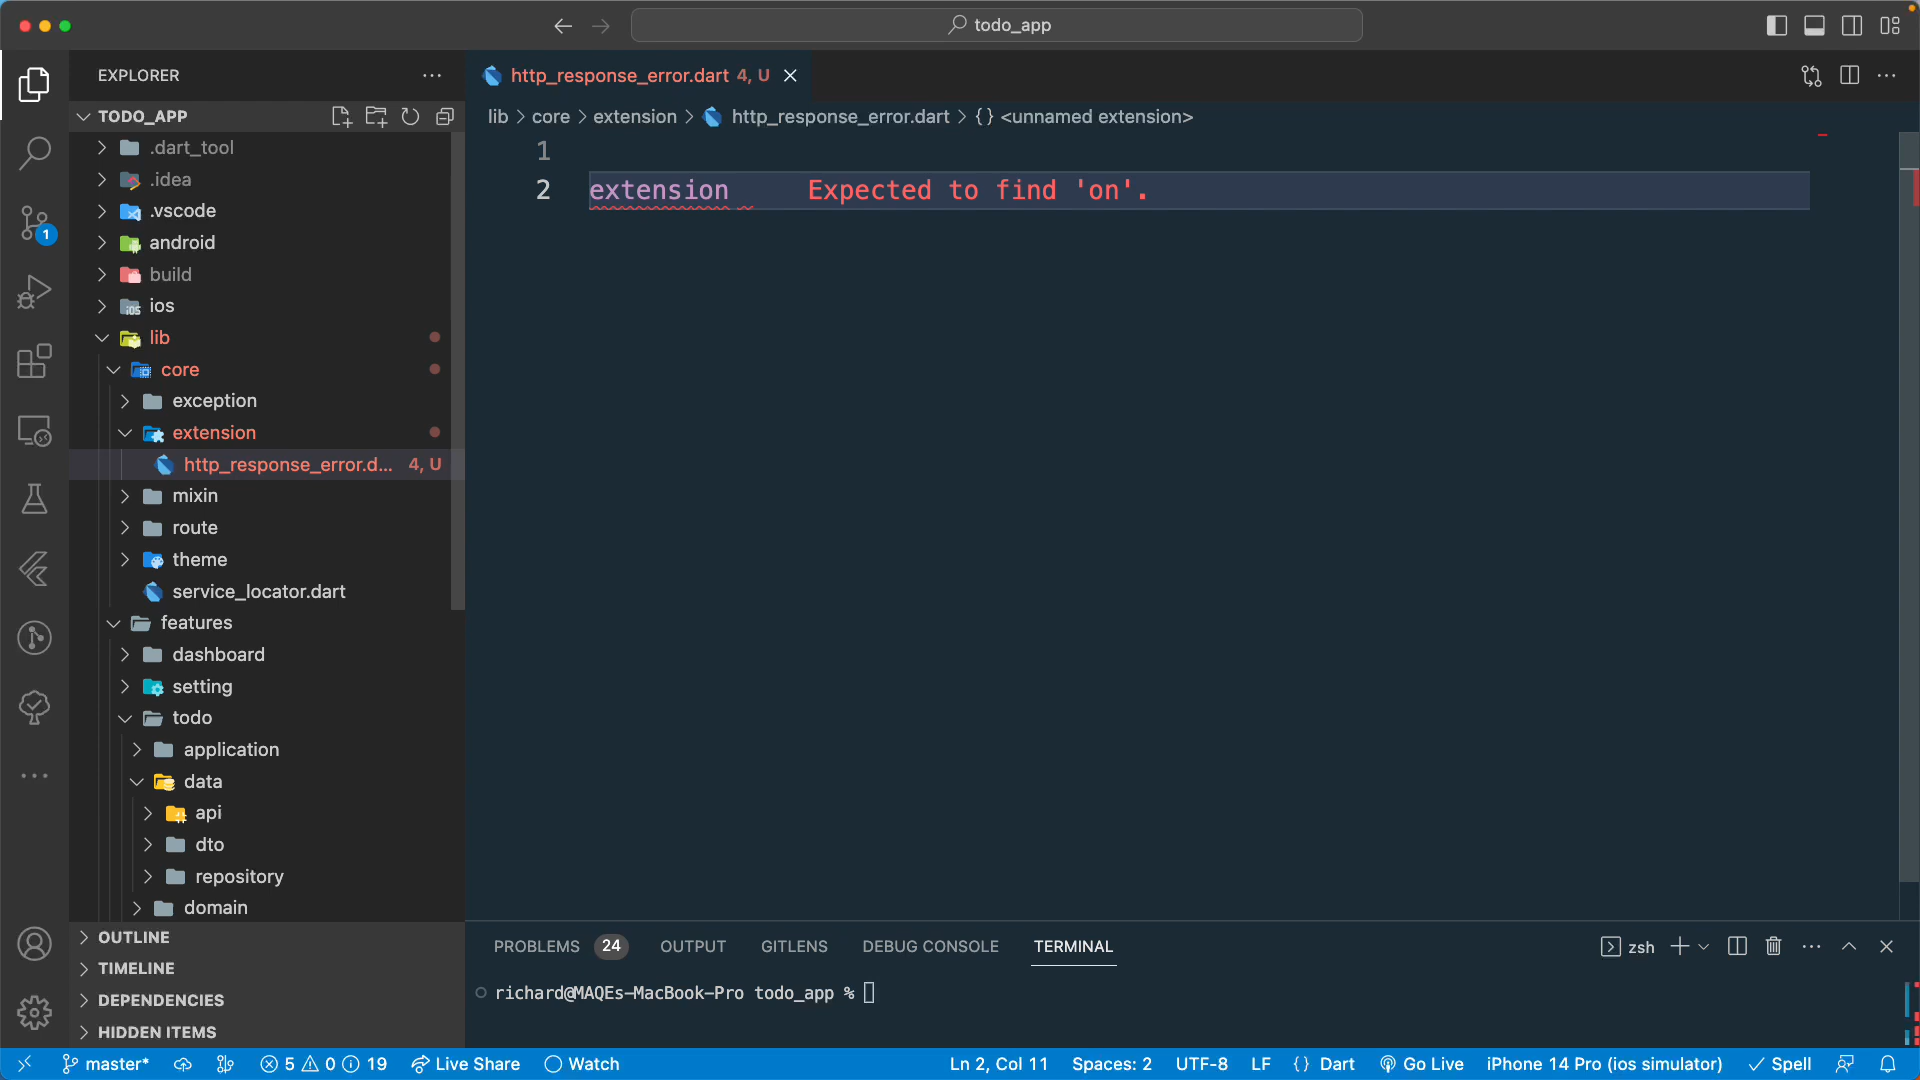 todo_app
EXPLORER
http_response_error.dart 4, U
TODO_APP
lib > core > extension > http_response_error.dart > {} <unnamed extension>
.dart_tool
.idea
.vscode
android
build
ios
lib
core
exception
extension
http_response_error.d... 4, U
mixin
route
theme
service_locator.dart
features
dashboard
setting
todo
application
data
api
dto
repository
domain
OUTLINE
TIMELINE
DEPENDENCIES
HIDDEN ITEMS
1
2 extension Expected to find 'on'.
PROBLEMS 24 OUTPUT GITLENS DEBUG CONSOLE TERMINAL
zsh
richard@MAQEs-MacBook-Pro todo_app %
1
master* 5 0 19 Live Share Watch Ln 2, Col 11 Spaces: 2 UTF-8 LF {} Dart Go Live iPhone 14 Pro (ios simulator) Spell